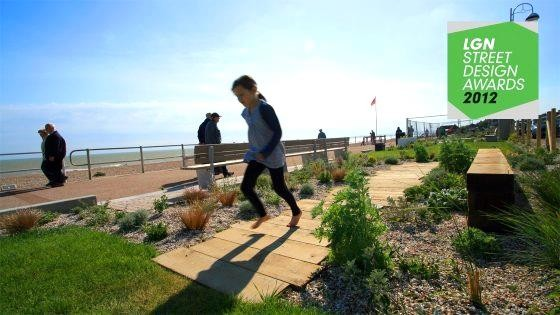 LGN
STREET
DESIGN
AWARDS
2012